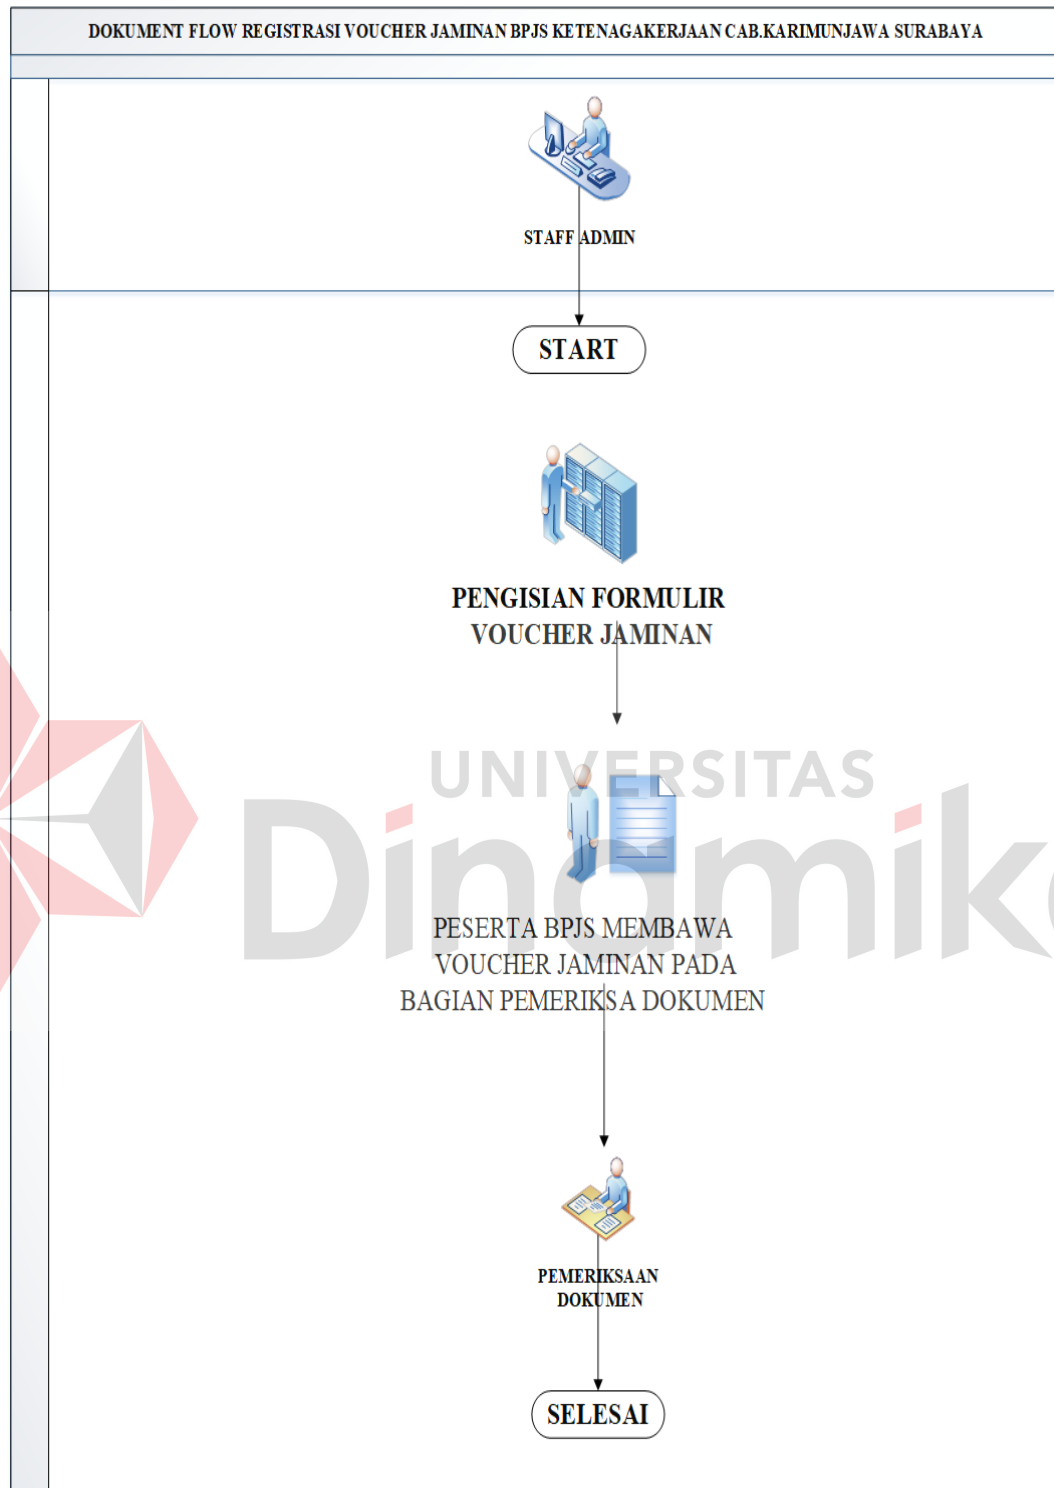 DOKUMENT FLOW REGISTRASI VOUCHER JAMINAN BPJS KETENAGAKERJAAN CAB.KARIMUNJAWA SURABAYA
STAFF ADMIN
START
PENGISIAN FORMULIR
VOUCHER JAMINAN
UNIVERSITAS
Dinamika
PESERTA BPJS MEMBAWA
VOUCHER JAMINAN PADA
BAGIAN PEMERIKSA DOKUMEN
PEMERIKSAAN
DOKUMEN
SELESAI